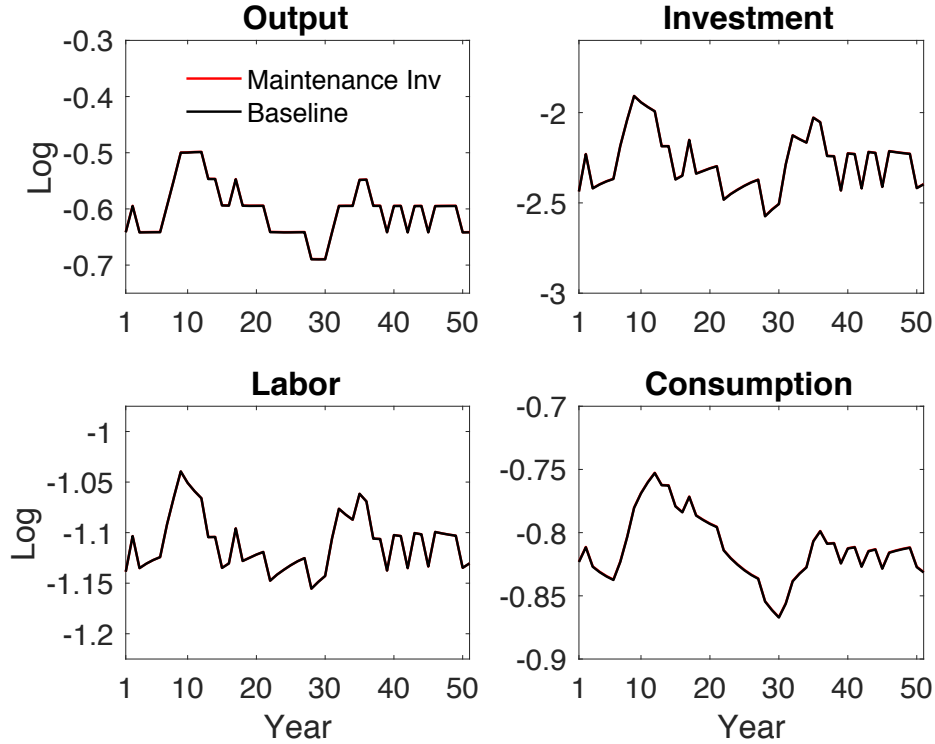 Output
-0.3
-0.4
-0.5
-0.6
-0.7
Log
Maintenance Inv
Baseline
1 10 20 30 40 50
Investment
-2
-2.5
-3
1 10 20 30 40 50
Labor
-1
-1.05
-1.1
-1.15
-1.2
Log
1 10 20 30 40 50
Year
Consumption
-0.7
-0.75
-0.8
-0.85
-0.9
1 10 20 30 40 50
Year